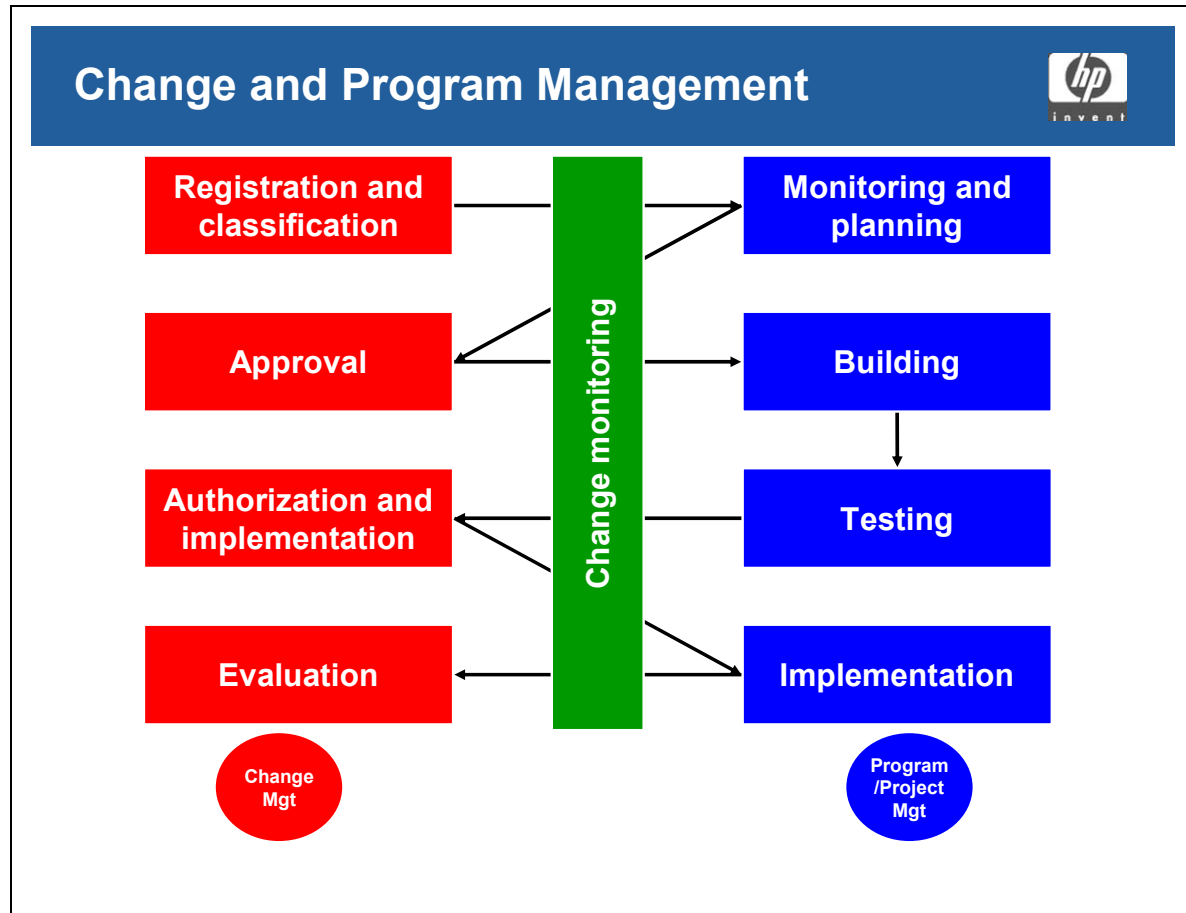 Change and Program Management
hp
invent
Registration and
classification
Monitoring and
planning
Approval
Building
Change monitoring
Authorization and
implementation
Testing
Evaluation
Implementation
Change
Mgt
Program
/Project
Mgt